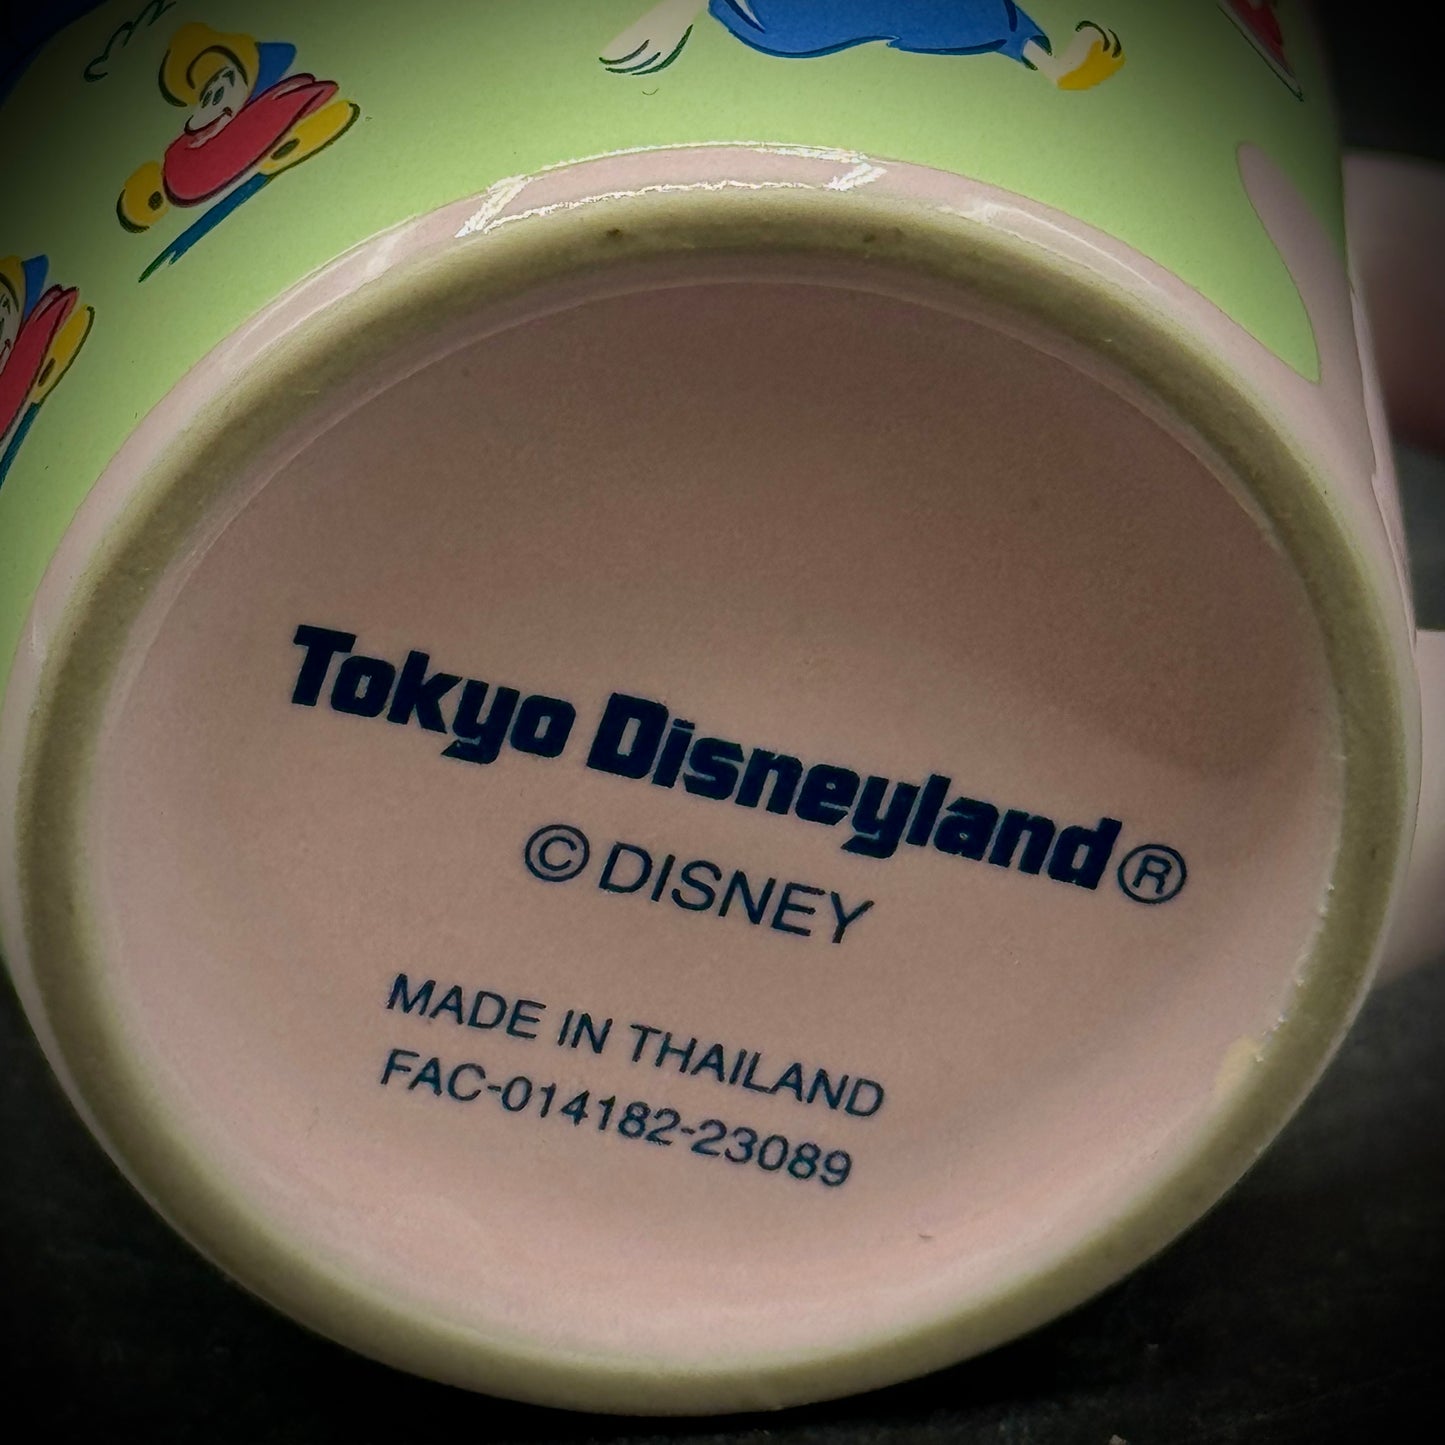 Tokyo Disneyland®
© DISNEY
MADE IN THAILAND
FAC-014182-23089